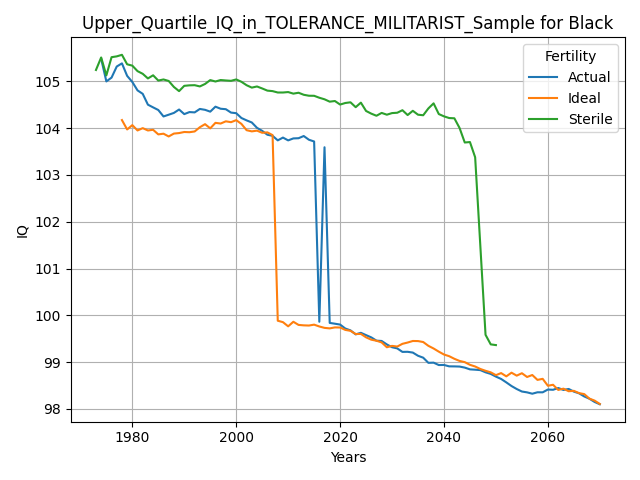 Upper_Quartile_IQ_in_TOLERANCE_MILITARIST_Sample for Black
Fertility
Actual
Ideal
Sterile
IQ
105
104
103
102
101
100
99
98
1980
2000
2020
2040
2060
Years